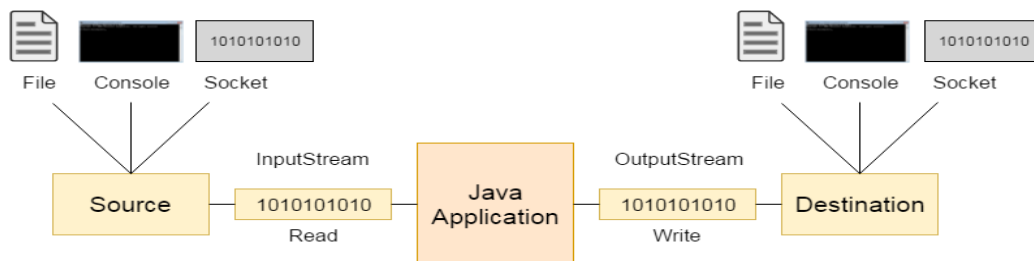 1010101010
1010101010
File Console Socket
File Console Socket
InputStream
OutputStream
Source
1010101010
Java
Application
1010101010
Destination
Read
Write